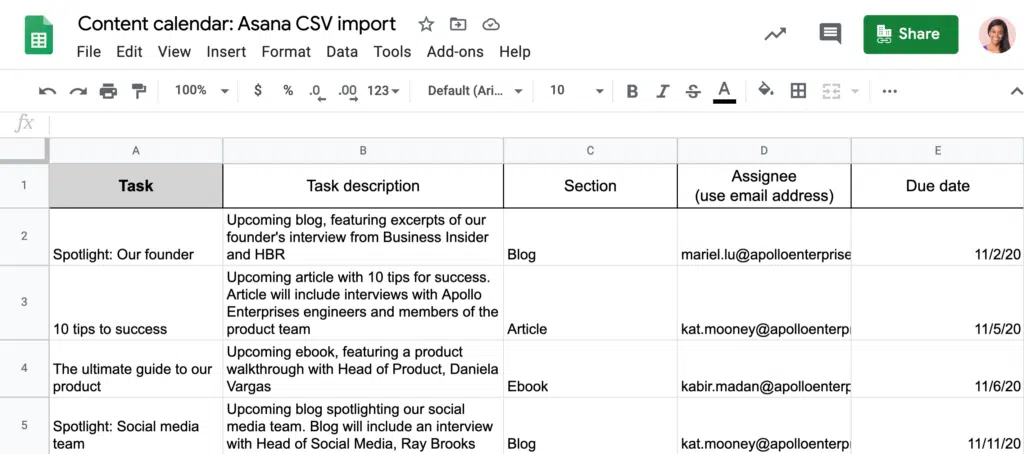 Content calendar: Asana CSV import
File Edit View Insert Format Data Tools Add-ons Help
Share
100% $ % .0 .00 123 Default (Ari... 10 B I S A
fx
A B C D E
1 Task Task description Section Assignee
(use email address) Due date
Upcoming blog, featuring excerpts of our
founder's interview from Business Insider
2 Spotlight: Our founder and HBR Blog mariel.lu@apolloenterprise 11/2/20
Upcoming article with 10 tips for success.
Article will include interviews with Apollo
Enterprises engineers and members of the
3 10 tips to success product team Article kat.mooney@apolloenterp 11/5/20
Upcoming ebook, featuring a product
4 The ultimate guide to our walkthrough with Head of Product, Daniela
product Vargas Ebook kabir.madan@apolloenterp 11/6/20
Upcoming blog spotlighting our social
5 Spotlight: Social media media team. Blog will include an interview
team with Head of Social Media, Ray Brooks Blog kat.mooney@apolloenterp 11/11/20